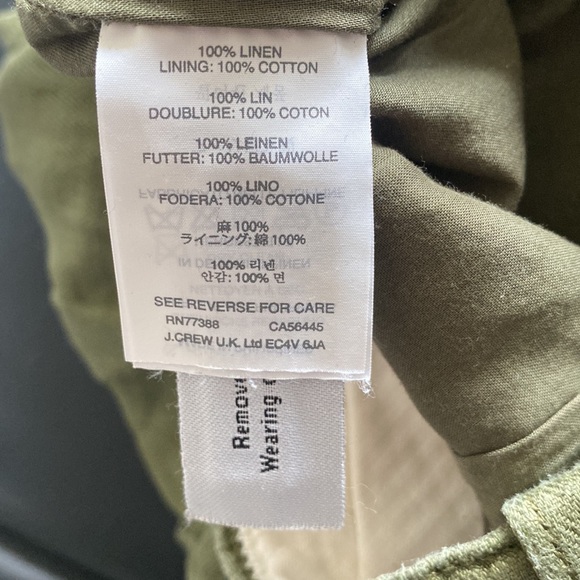 100% LINEN
LINING: 100% COTTON
100% LIN
DOUBLURE: 100% COTON
100% LEINEN
FUTTER: 100% BAUMWOLLE
100% LINO
FODERA: 100% COTONE
麻 100%
ライニング: 綿 100%
100% 리넨
안감: 100% 면
SEE REVERSE FOR CARE
RN77388 CA56445
J.CREW U.K. Ltd EC4V 6JA
Remove
Wearing